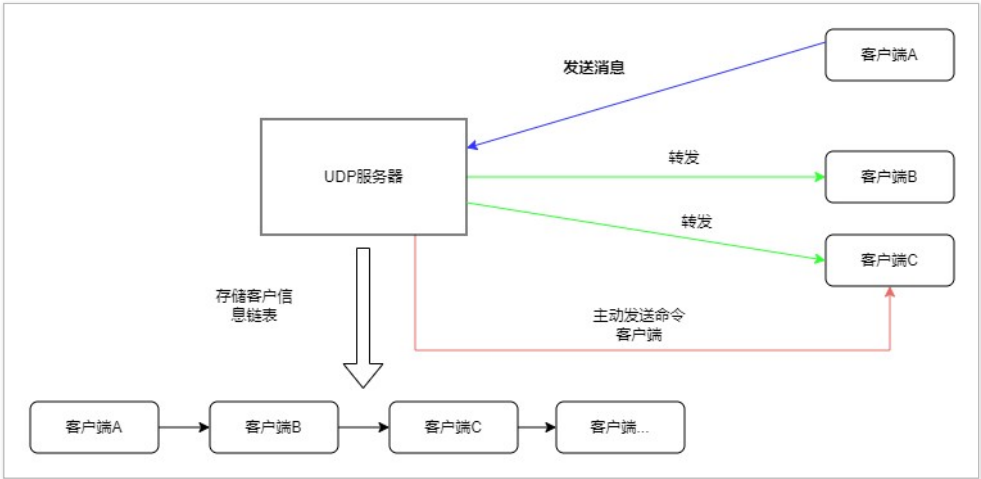 客户端A
发送消息
转发
UDP服务器
客户端B
转发
客户端C
存储客户信
息链表
主动发送命令
客户端
客户端A
客户端B
客户端C
客户端...